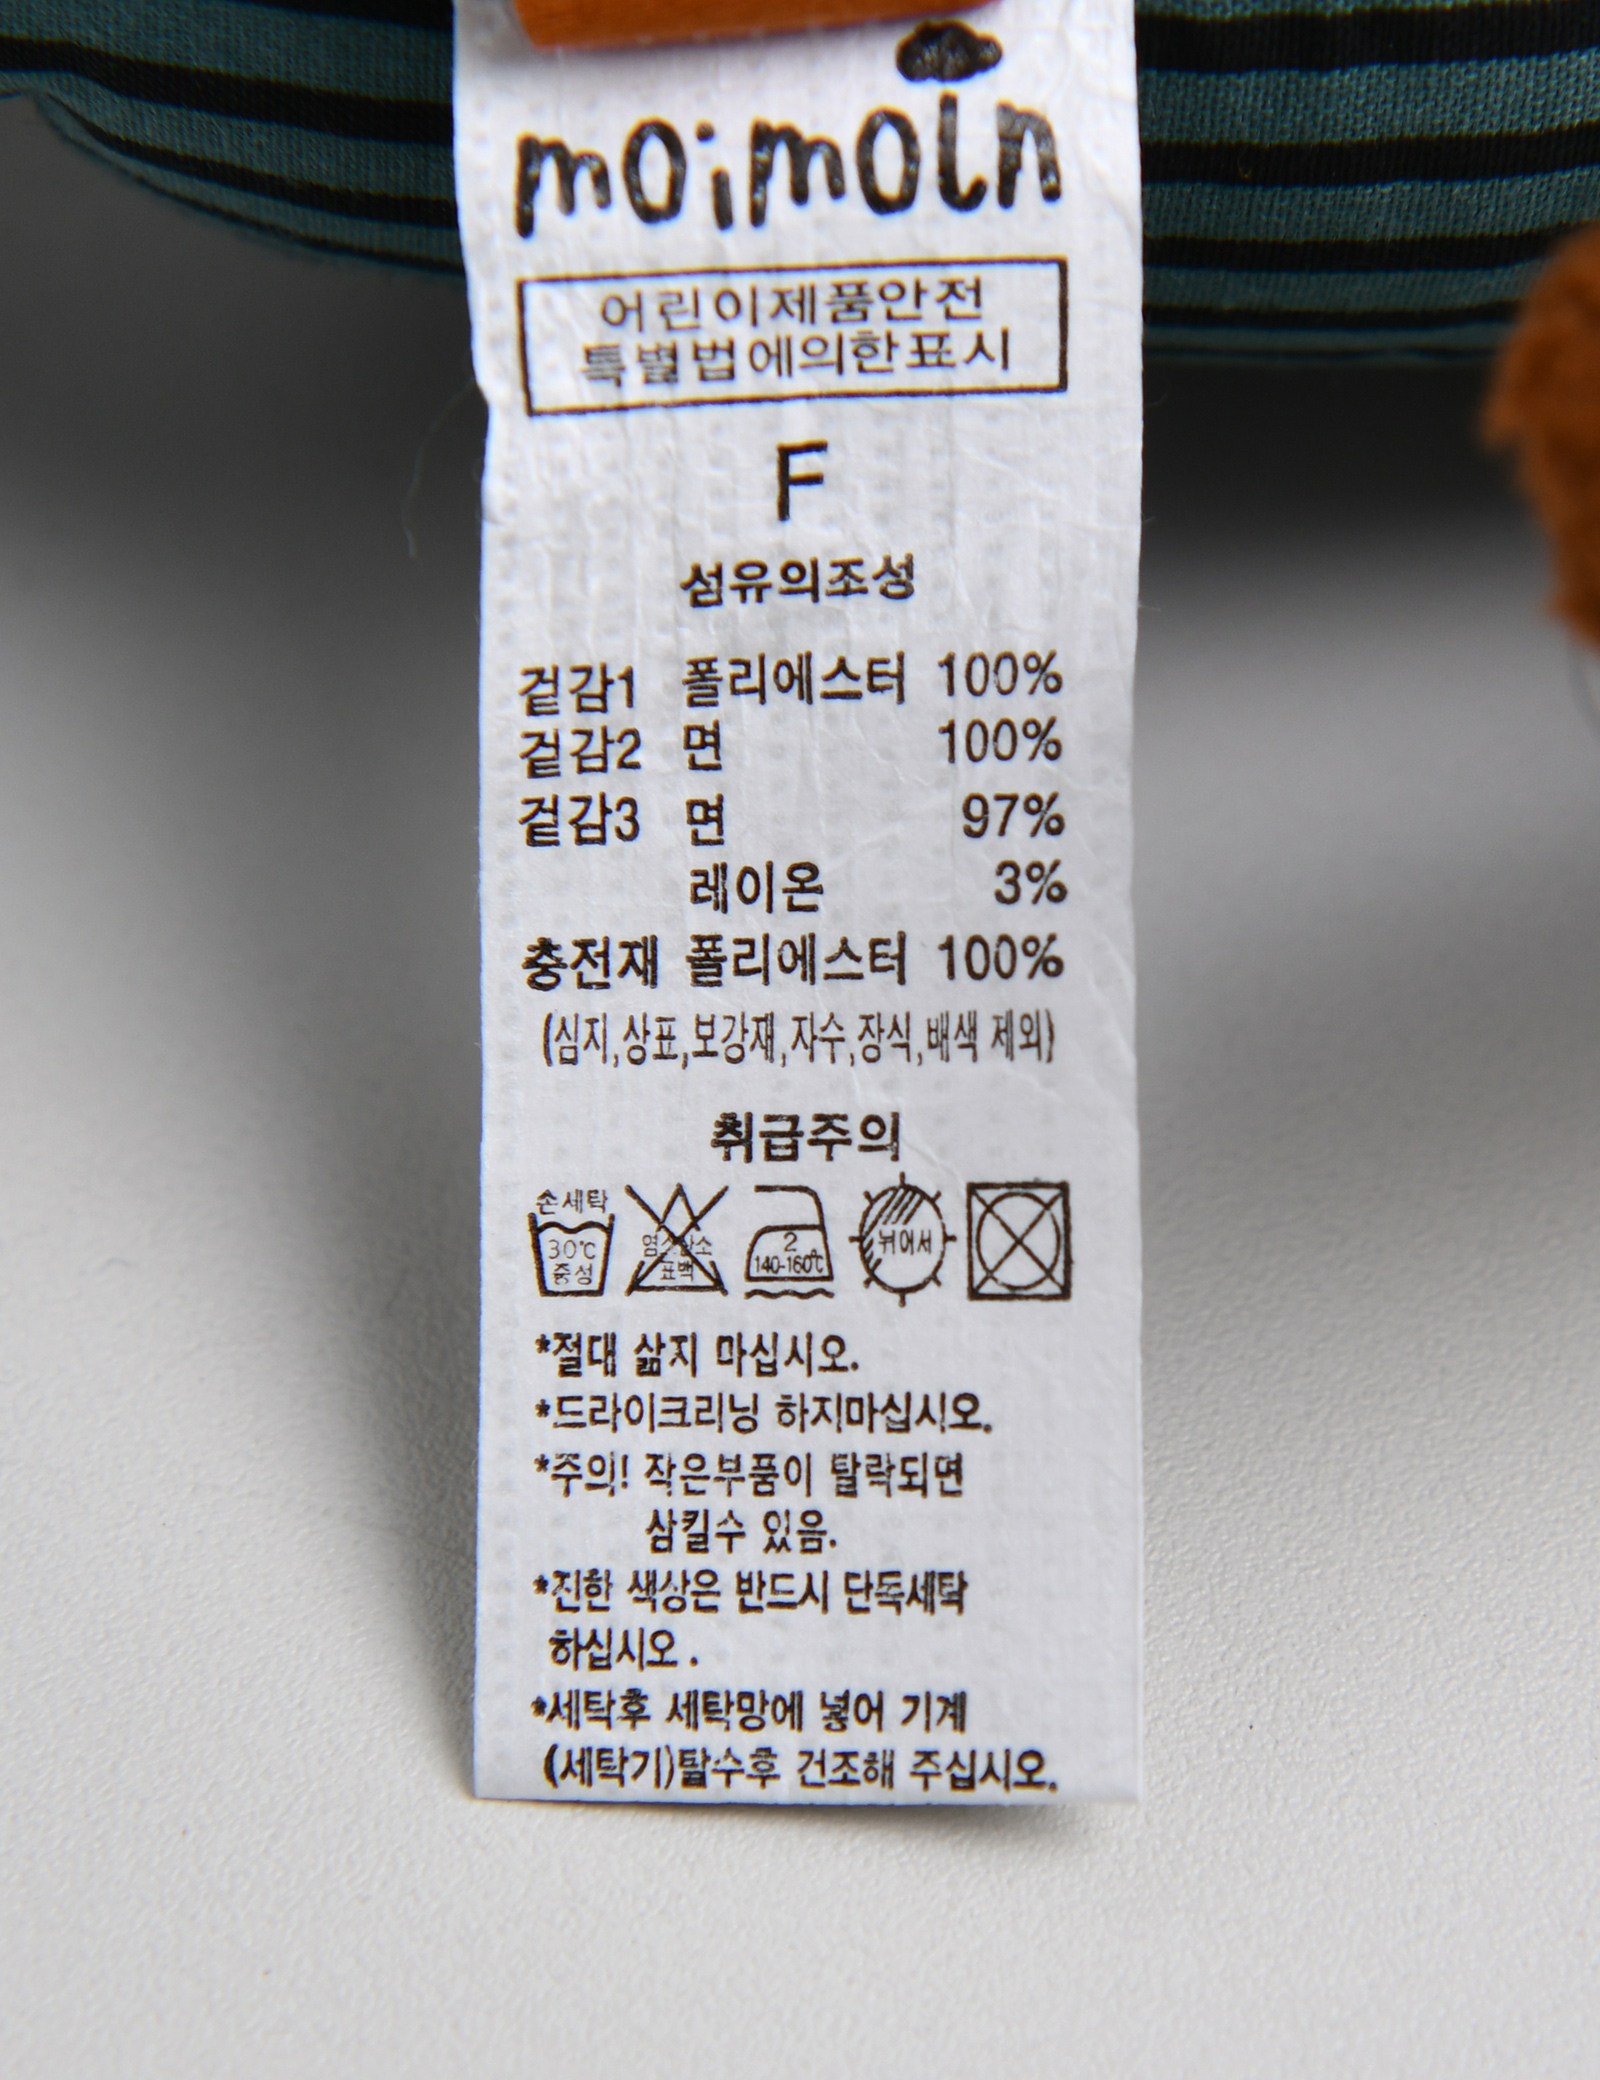 moimoln
어린이제품안전
특별법에의한표시
F
섬유의조성
겉감1 폴리에스터 100%
겉감2 면 100%
겉감3 면 97%
레이온 3%
충전재 폴리에스터 100%
(심지,상표,보강재,자수,장식,배색 제외)
취급주의
손세탁
30℃
중성
염소산소
표백
2
140-160℃
뉘어서
*절대 삶지 마십시오.
*드라이크리닝 하지마십시오.
*주의! 작은부품이 탈락되면
삼킬수 있음.
*진한 색상은 반드시 단독세탁
하십시오.
*세탁후 세탁망에 넣어 기계
(세탁기)탈수후 건조해 주십시오.